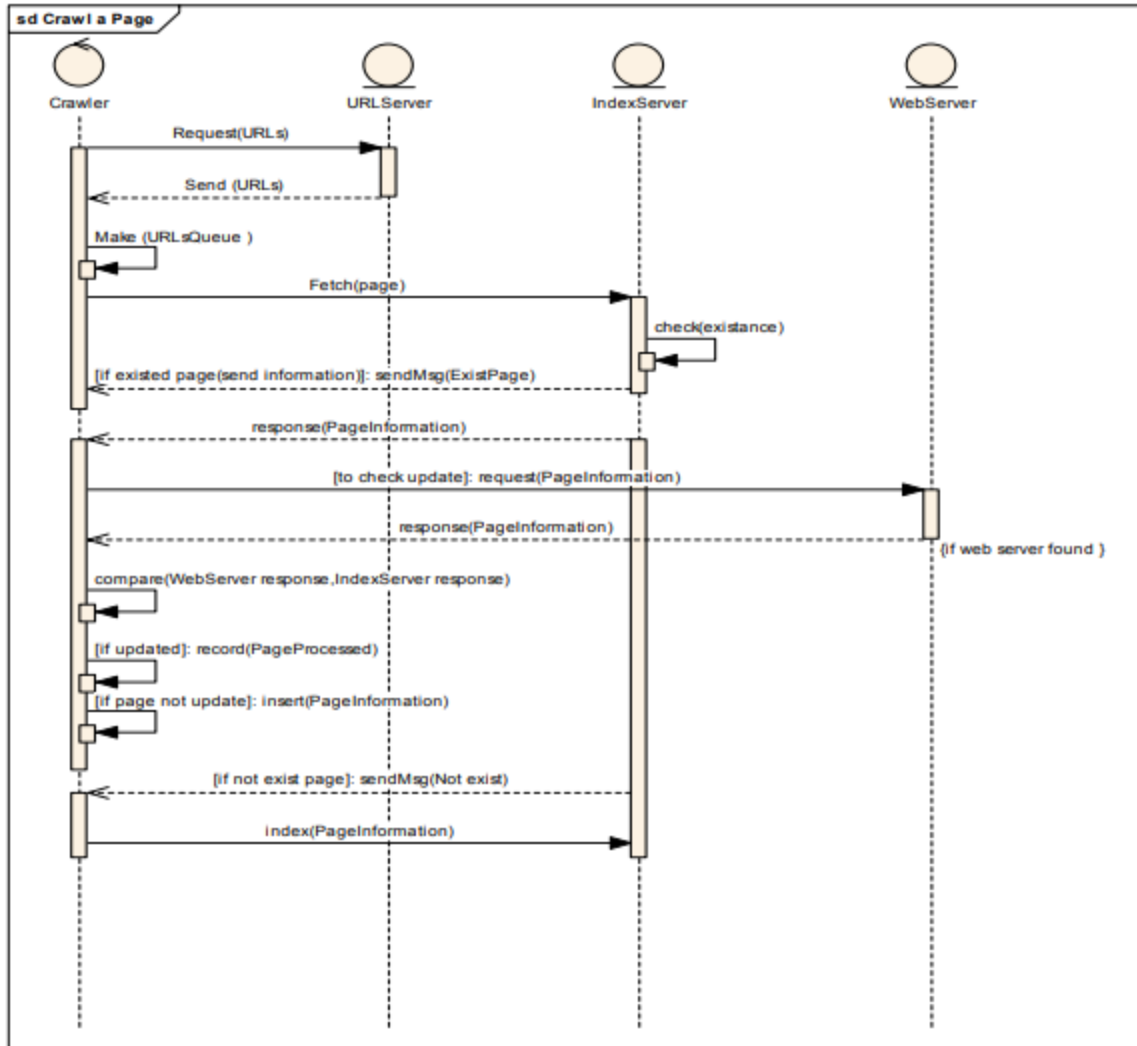 sd Crawl a Page
Crawler
URLServer
IndexServer
WebServer
Request(URLs)
Send (URLs)
Make (URLsQueue )
Fetch(page)
check(existance)
[if existed page(send information)]: sendMsg(ExistPage)
response(PageInformation)
[to check update]: request(PageInformation)
response(PageInformation)
{if web server found }
compare(WebServer response,IndexServer response)
[if updated]: record(PageProcessed)
[if page not update]: insert(PageInformation)
[if not exist page]: sendMsg(Not exist)
index(PageInformation)